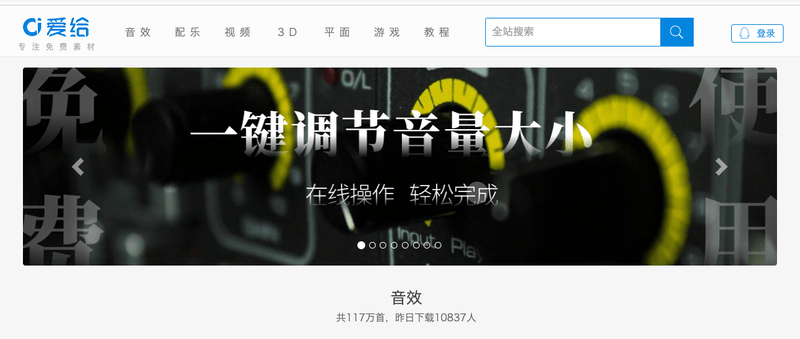 爱给
专注免费素材
音效 配乐 视频 3D 平面 游戏 教程
全站搜索
登录
免费
使用
O/L
一键调节音量大小
在线操作 轻松完成
Input
Play
音效
共117万首，昨日下载10837人